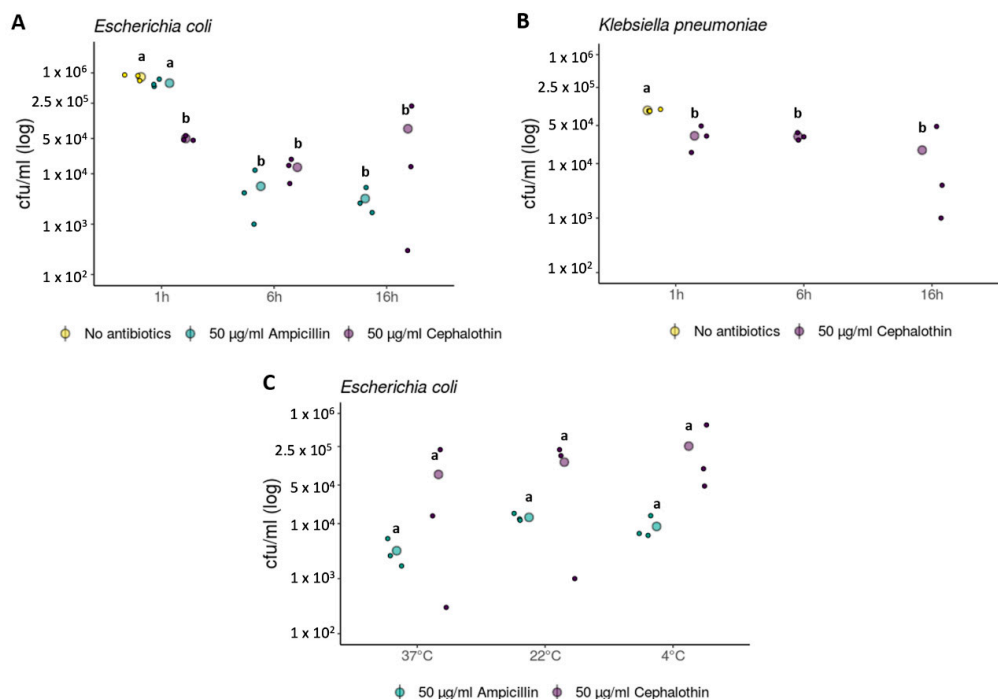 A
Escherichia coli
cfu/ml (log)
1 x 10⁶
2.5 x 10⁵
5 x 10⁴
1 x 10⁴
1 x 10³
1 x 10²
a
a
b
b
b
b
b
1h
6h
16h
No antibiotics
50 µg/ml Ampicillin
50 µg/ml Cephalothin
B
Klebsiella pneumoniae
cfu/ml (log)
1 x 10⁶
2.5 x 10⁵
5 x 10⁴
1 x 10⁴
1 x 10³
1 x 10²
a
b
b
b
1h
6h
16h
No antibiotics
50 µg/ml Cephalothin
C
Escherichia coli
cfu/ml (log)
1 x 10⁶
2.5 x 10⁵
5 x 10⁴
1 x 10⁴
1 x 10³
1 x 10²
a
a
a
a
a
a
37°C
22°C
4°C
50 µg/ml Ampicillin
50 µg/ml Cephalothin